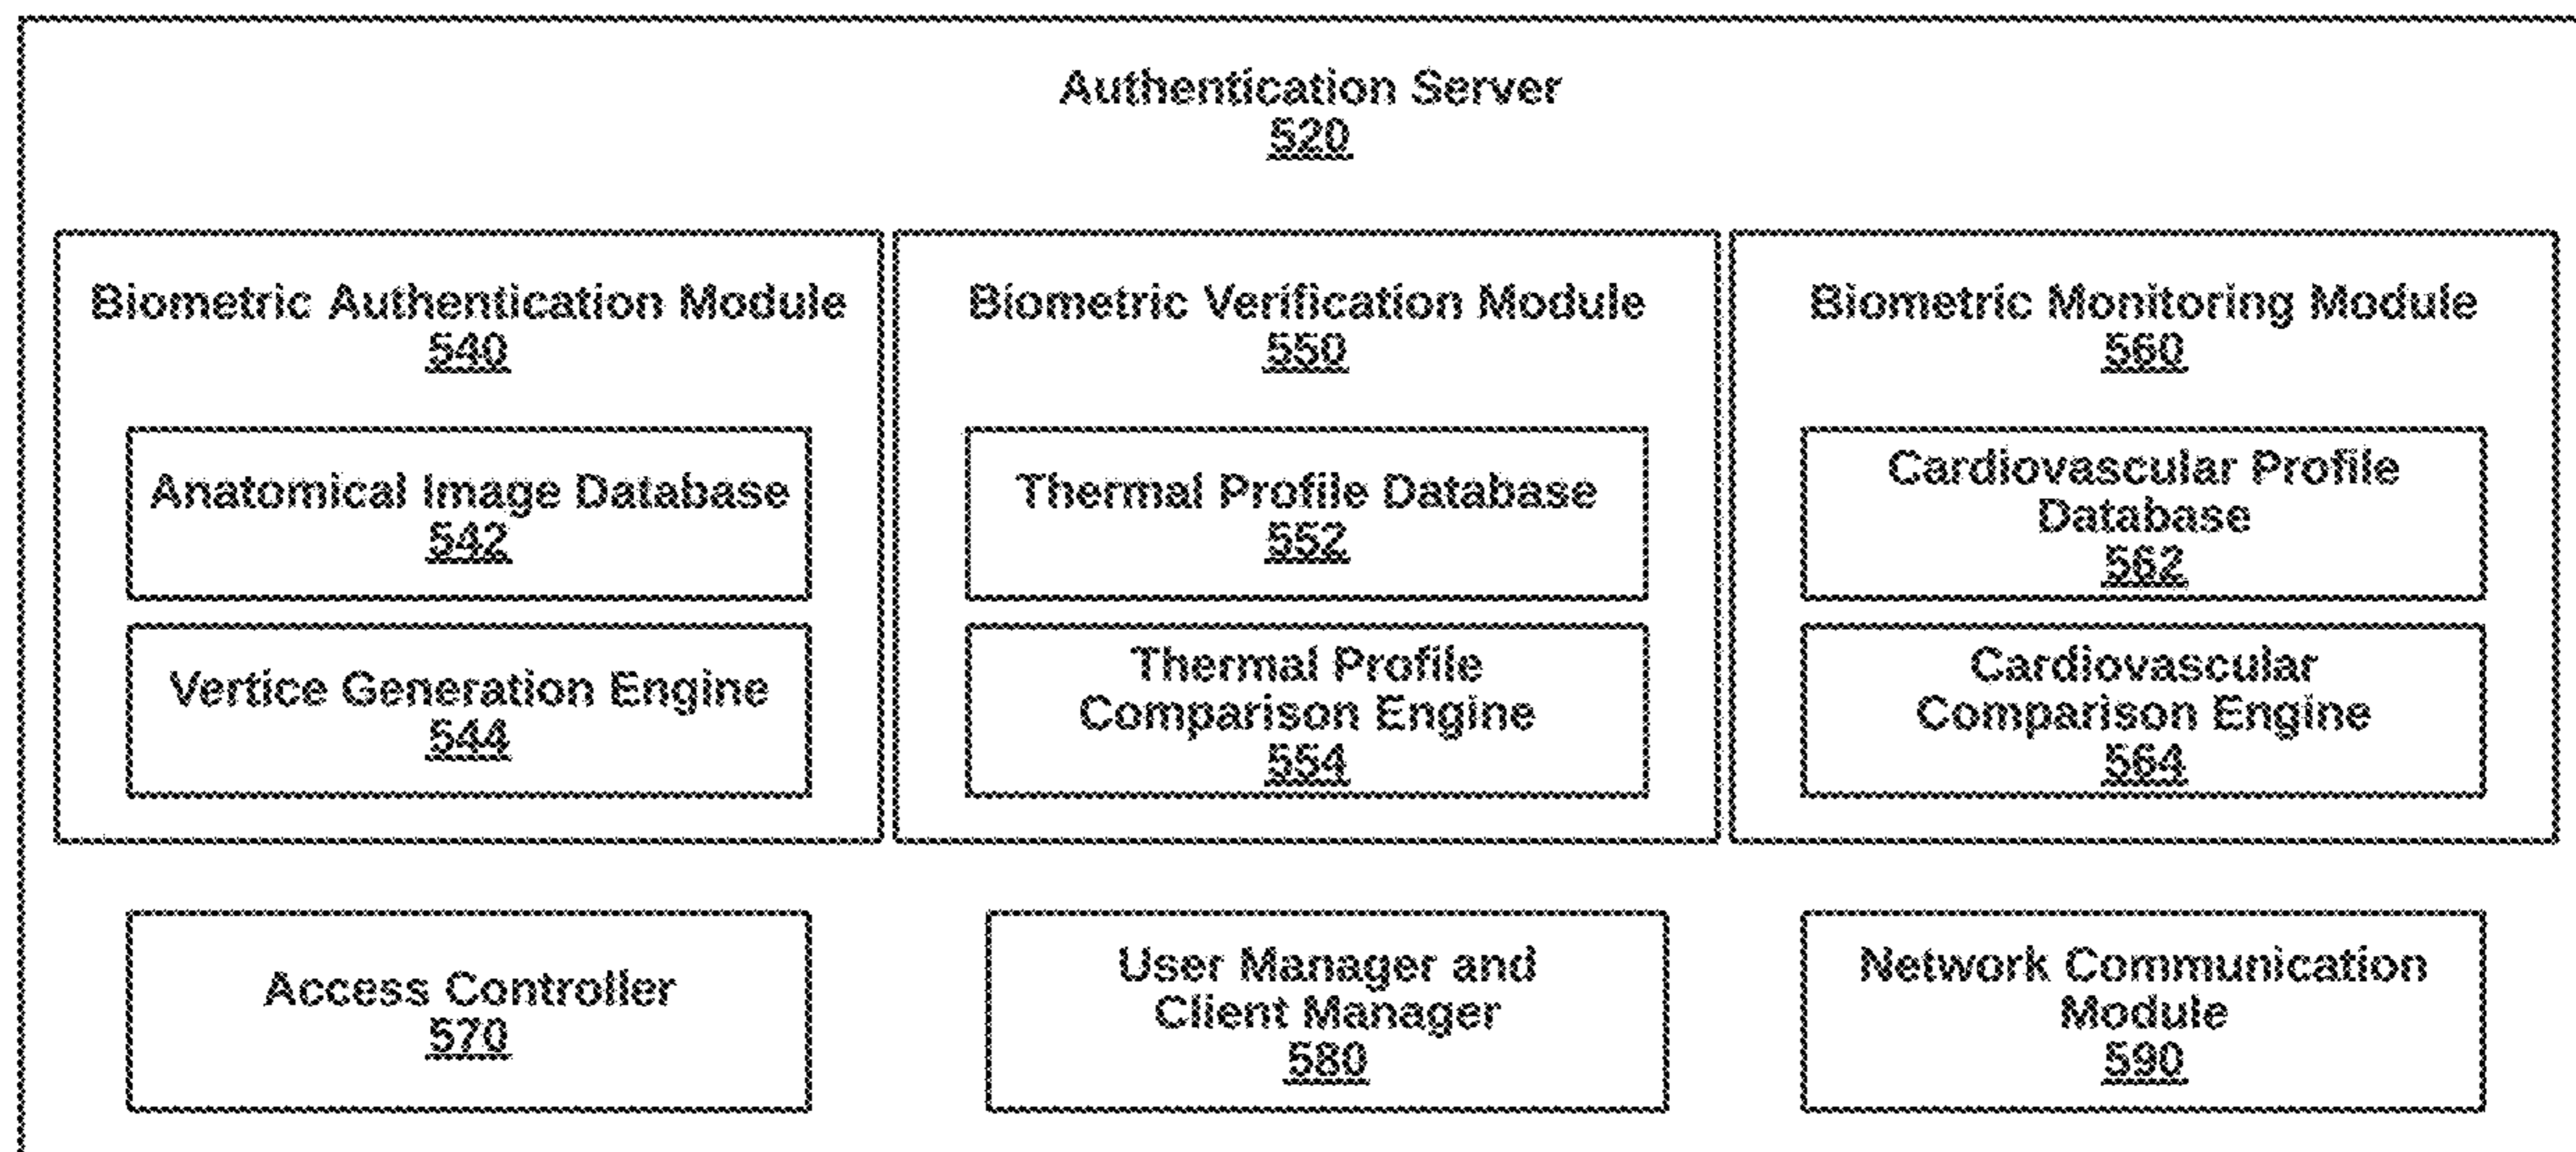 Authentication Server
520
Biometric Authentication Module
540
Anatomical Image Database
542
Vertice Generation Engine
544
Biometric Verification Module
550
Thermal Profile Database
552
Thermal Profile
Comparison Engine
554
Biometric Monitoring Module
560
Cardiovascular Profile
Database
562
Cardiovascular
Comparison Engine
564
Access Controller
570
User Manager and
Client Manager
580
Network Communication
Module
590